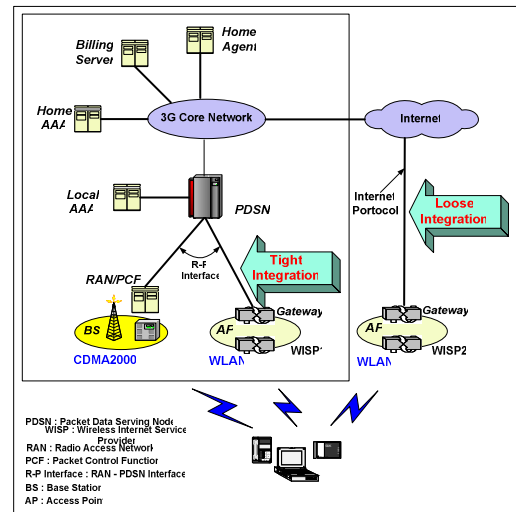 Home
Agent
Billing
Server
Home
AAA
3G Core Network
Internet
Local
AAA
PDSN
Internet
Portocol
Loose
Integration
R-P
Interface
Tight
Integration
RAN/PCF
BS
CDMA2000
Gateway
AP
WISP1
WLAN
Gateway
AP
WISP2
WLAN
PDSN : Packet Data Serving Node
WISP : Wireless Internet Service
Provider
RAN : Radio Access Network
PCF : Packet Control Function
R-P Interface : RAN - PDSN Interface
BS : Base Station
AP : Access Point